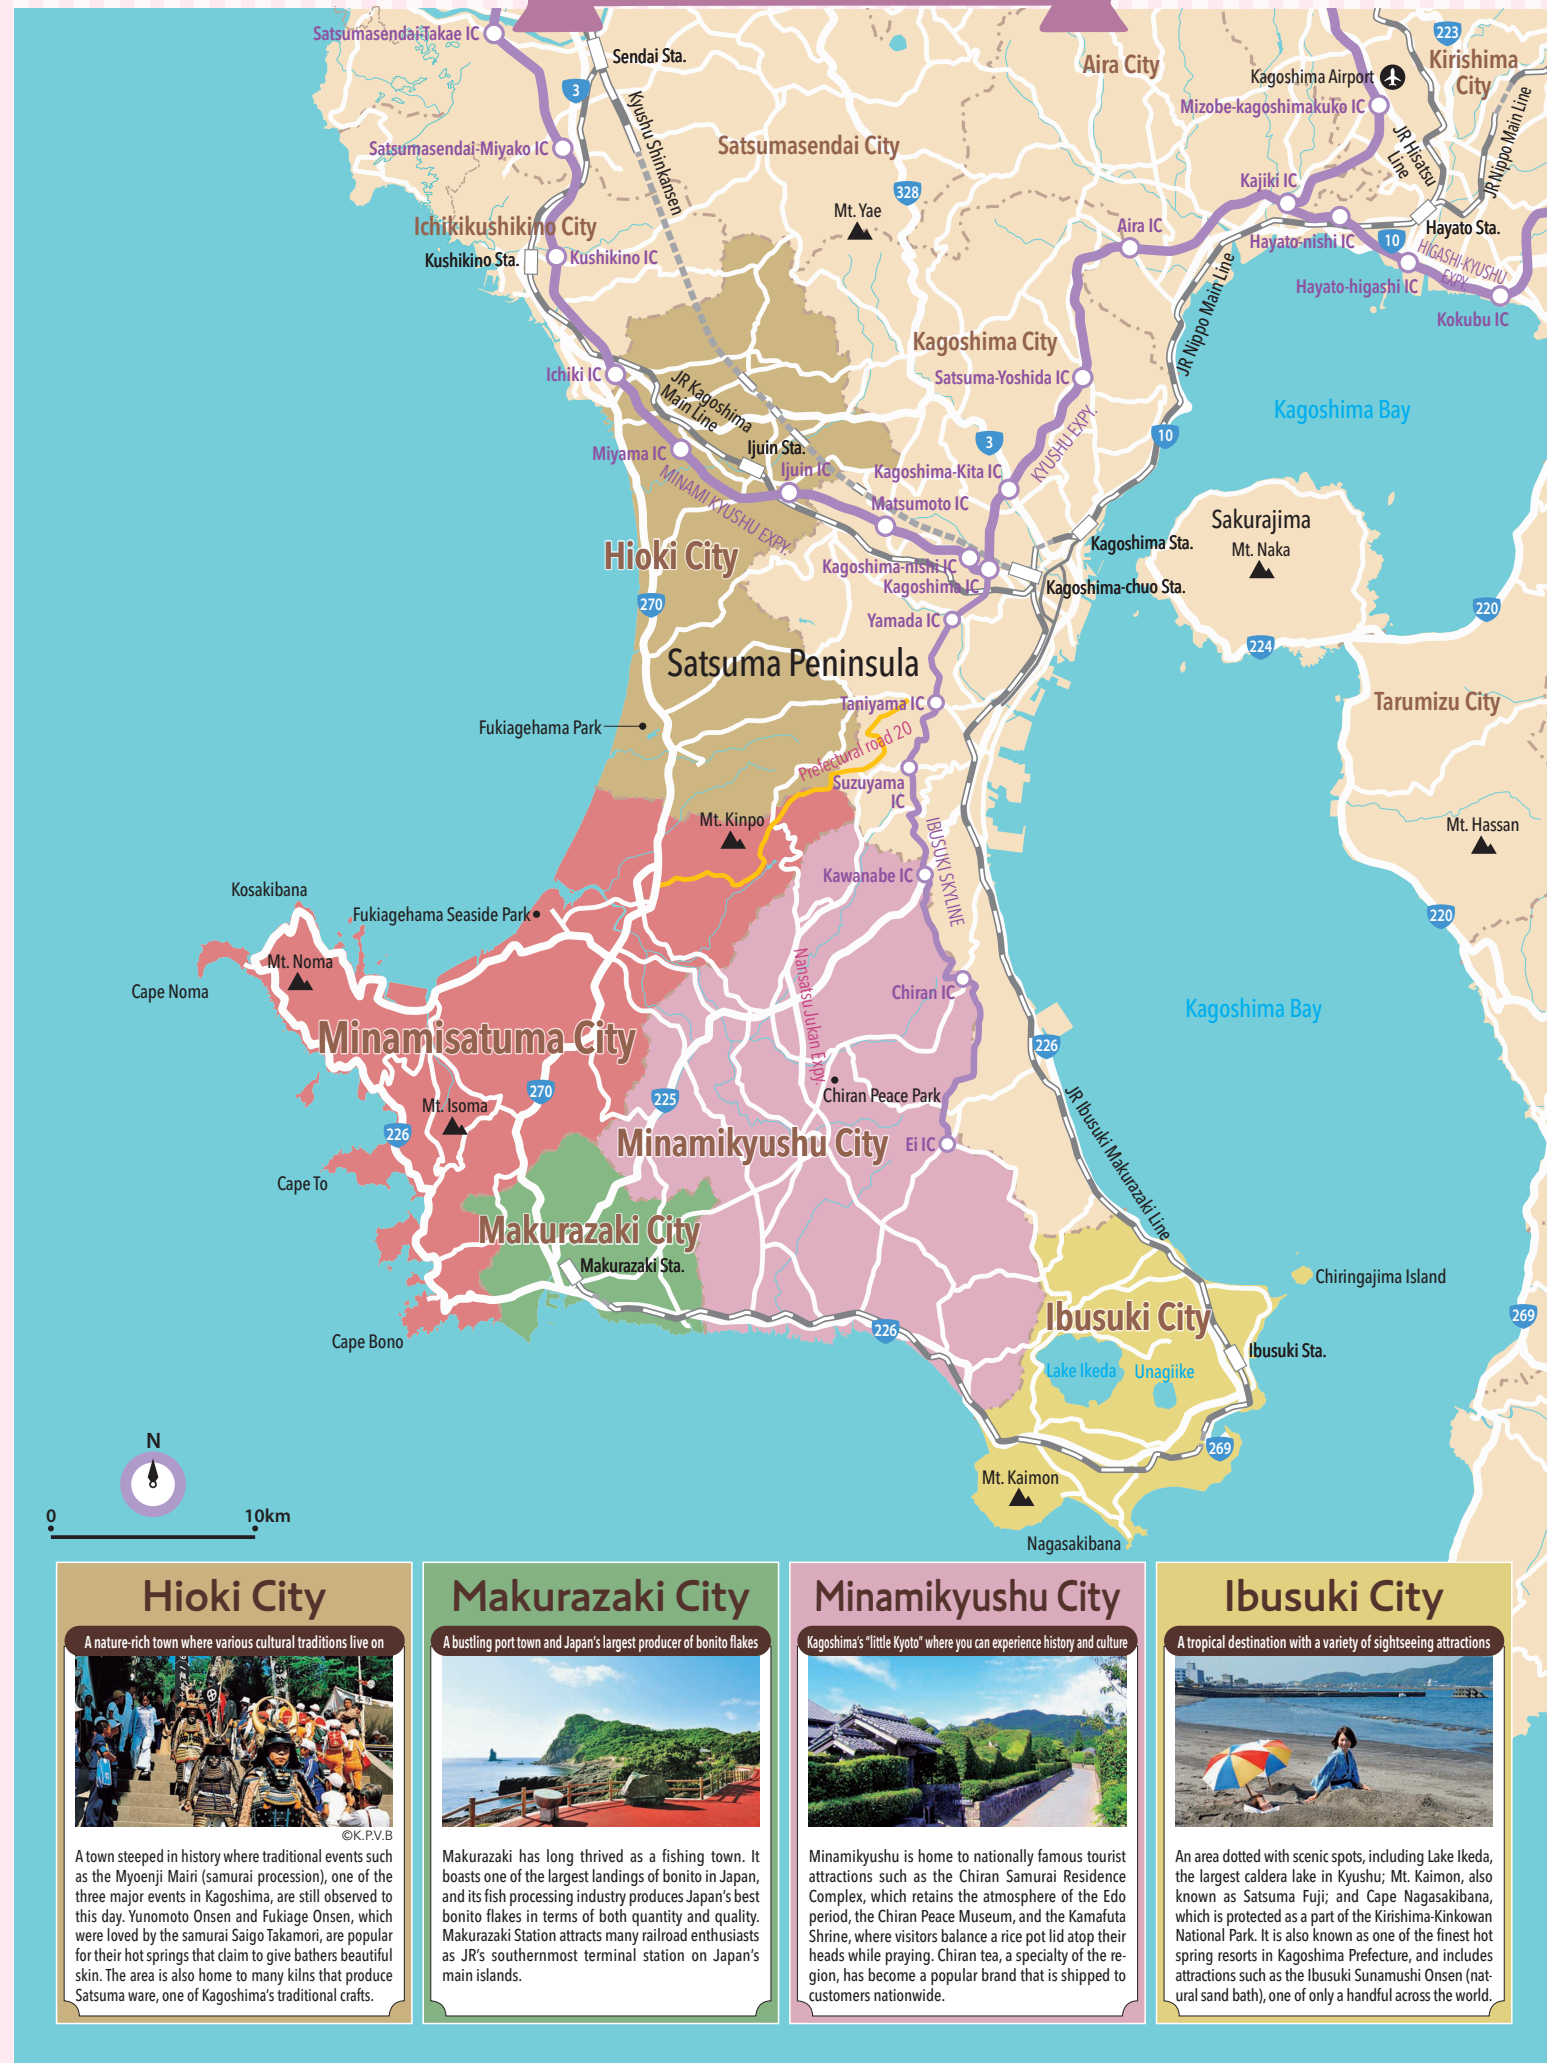 Satsumasendai-Takae IC
Sendai Sta.
3
Kyushu Shinkansen
223
Kirishima
City
Aira City
Kagoshima Airport
Mizobe-kagoshimakuko IC
JR Hisatsu
Line
JR Nippo Main Line
Satsumasendai-Miyako IC
Satsumasendai City
328
Kajiki IC
Mt. Yae
Ichikikushikino City
Aira IC
Hayato-nishi IC
10
Hayato Sta.
Kushikino Sta.
Kushikino IC
HIGASHI-KYUSHU
EXPY.
Hayato-higashi IC
Kokubu IC
JR Nippo Main Line
Kagoshima City
Ichiki IC
JR Kagoshima
Main Line
Satsuma-Yoshida IC
Kagoshima Bay
KYUSHU EXPY.
3
10
Miyama IC
Ijuin Sta.
Ijuin IC
Kagoshima-Kita IC
MINAMI KYUSHU EXPY.
Matsumoto IC
Sakurajima
Mt. Naka
Kagoshima Sta.
Hioki City
Kagoshima-nishi IC
Kagoshima IC
Kagoshima-chuo Sta.
270
Yamada IC
220
224
Satsuma Peninsula
Taniyama IC
Tarumizu City
Fukiagehama Park
Prefectural road 20
Suzuyama
IC
Mt. Kinpo
IBUSUKI SKYLINE
Mt. Hassan
Kawanabe IC
Kosakibana
Fukiagehama Seaside Park
220
Mt. Noma
Cape Noma
Nansatsu Jukan Expy.
Chiran IC
Kagoshima Bay
Minamisatuma City
226
270
225
Chiran Peace Park
JR Ibusuki Makurazaki Line
Mt. Isoma
226
Minamikyushu City
Ei IC
Cape To
Makurazaki City
Makurazaki Sta.
Chiringajima Island
Ibusuki City
269
Cape Bono
226
Ibusuki Sta.
Lake Ikeda
Unagiike
269
N
Mt. Kaimon
0
10km
Nagasakibana
Hioki City
A nature-rich town where various cultural traditions live on
©K.P.V.B
A town steeped in history where traditional events such
as the Myoenji Mairi (samurai procession), one of the
three major events in Kagoshima, are still observed to
this day. Yunomoto Onsen and Fukiage Onsen, which
were loved by the samurai Saigo Takamori, are popular
for their hot springs that claim to give bathers beautiful
skin. The area is also home to many kilns that produce
Satsuma ware, one of Kagoshima's traditional crafts.
Makurazaki City
A bustling port town and Japan's largest producer of bonito flakes
Makurazaki has long thrived as a fishing town. It
boasts one of the largest landings of bonito in Japan,
and its fish processing industry produces Japan's best
bonito flakes in terms of both quantity and quality.
Makurazaki Station attracts many railroad enthusiasts
as JR's southernmost terminal station on Japan's
main islands.
Minamikyushu City
Kagoshima's "little Kyoto" where you can experience history and culture
Minamikyushu is home to nationally famous tourist
attractions such as the Chiran Samurai Residence
Complex, which retains the atmosphere of the Edo
period, the Chiran Peace Museum, and the Kamafuta
Shrine, where visitors balance a rice pot lid atop their
heads while praying. Chiran tea, a specialty of the re-
gion, has become a popular brand that is shipped to
customers nationwide.
Ibusuki City
A tropical destination with a variety of sightseeing attractions
An area dotted with scenic spots, including Lake Ikeda,
the largest caldera lake in Kyushu; Mt. Kaimon, also
known as Satsuma Fuji; and Cape Nagasakibana,
which is protected as a part of the Kirishima-Kinkowan
National Park. It is also known as one of the finest hot
spring resorts in Kagoshima Prefecture, and includes
attractions such as the Ibusuki Sunamushi Onsen (nat-
ural sand bath), one of only a handful across the world.